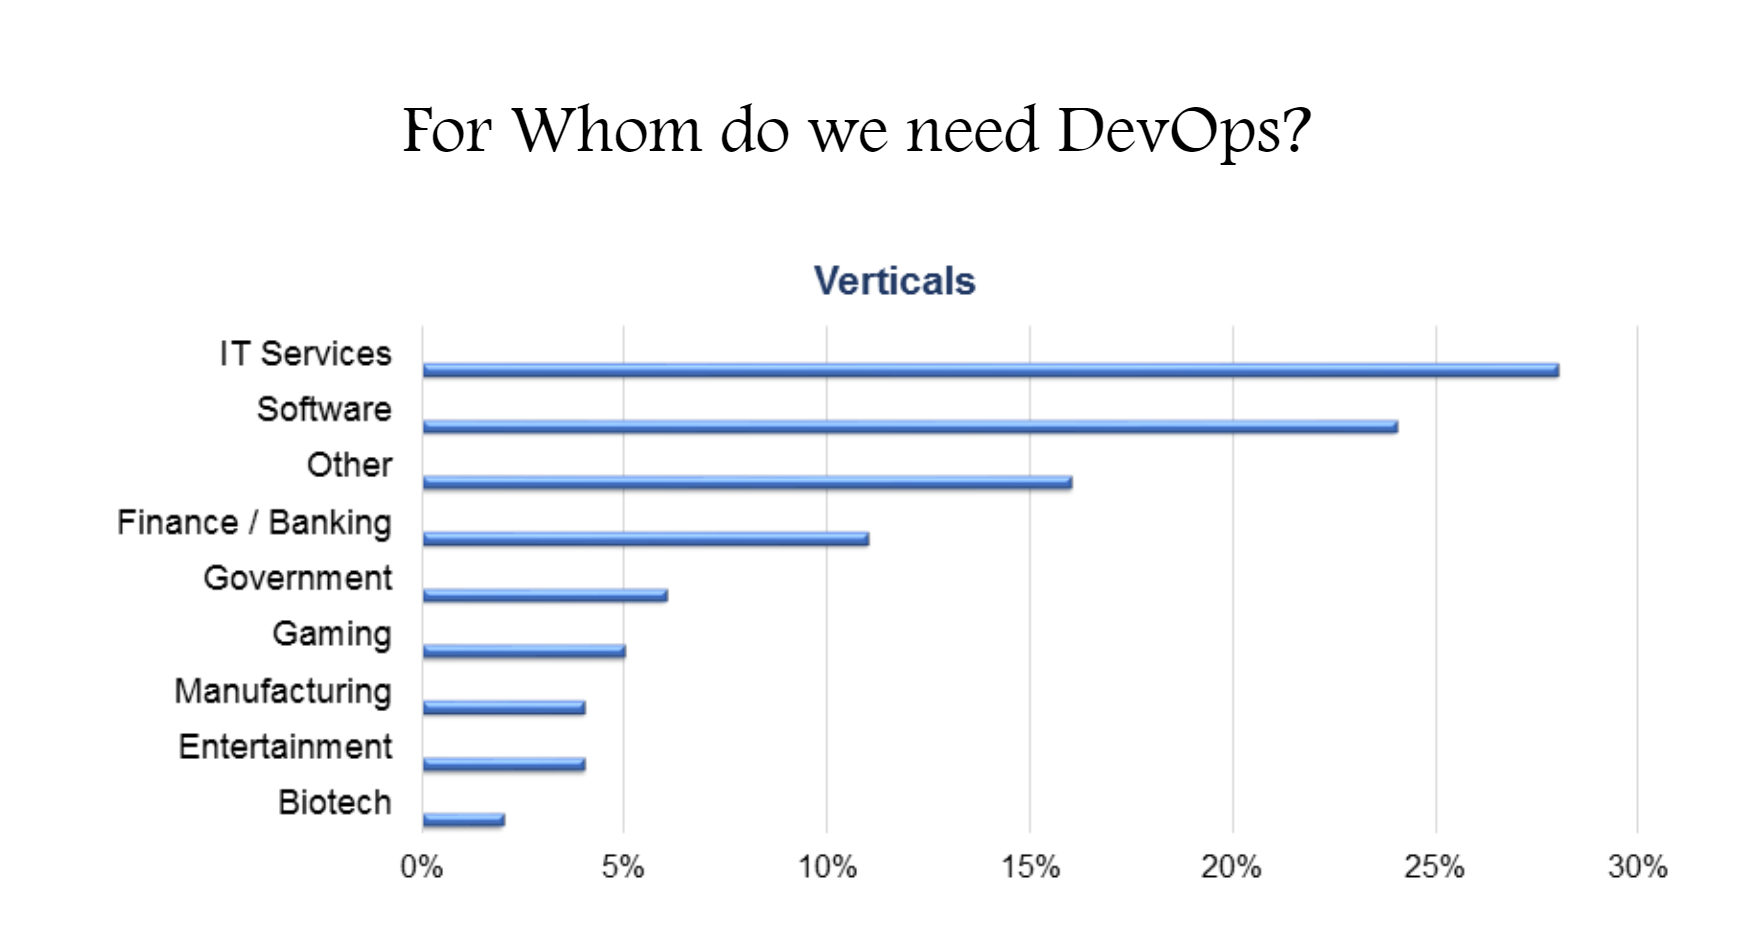 For Whom do we need DevOps?
Verticals
IT Services
Software
Other
Finance / Banking
Government
Gaming
Manufacturing
Entertainment
Biotech
0% 5% 10% 15% 20% 25% 30%